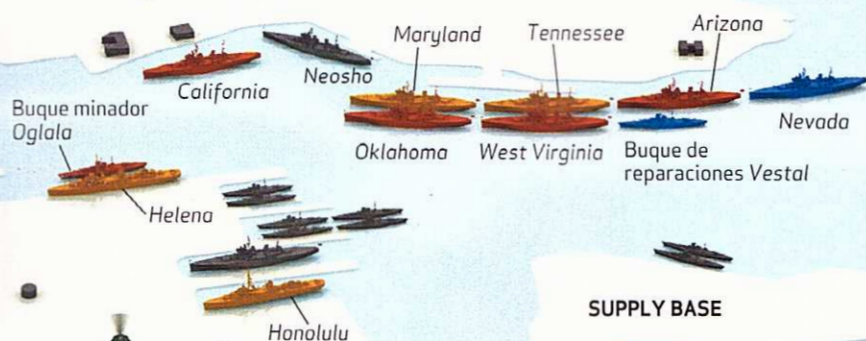 Maryland
Tennessee
Arizona
California
Neosho
Buque minador
Oglala
Oklahoma
West Virginia
Buque de
reparaciones Vestal
Nevada
Helena
SUPPLY BASE
Honolulu